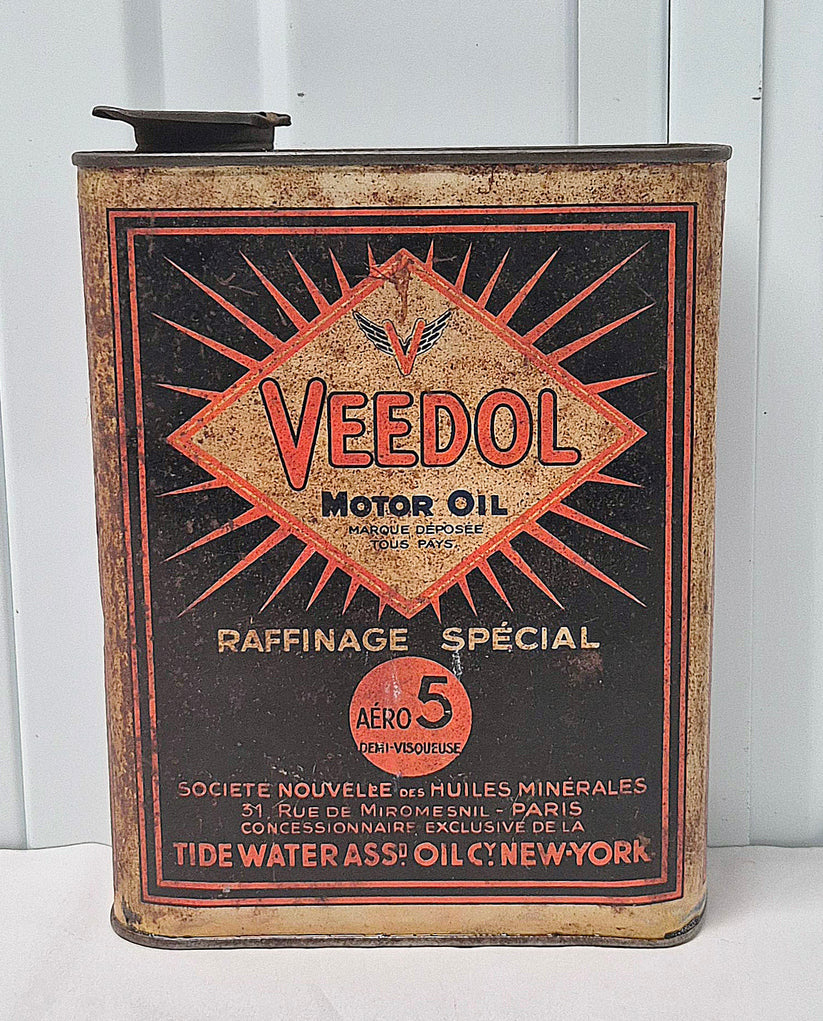 V
VEEDOL
MOTOR OIL
MARQUE DÉPOSÉE
TOUS PAYS.
RAFFINAGE SPÉCIAL
AÉRO 5
DEMI-VISQUEUSE
SOCIETE NOUVELLE DES HUILES MINÉRALES
31, RUE DE MIROMESNIL - PARIS
CONCESSIONNAIRE EXCLUSIVE DE LA
TIDE WATER ASSD. OIL CY. NEW-YORK